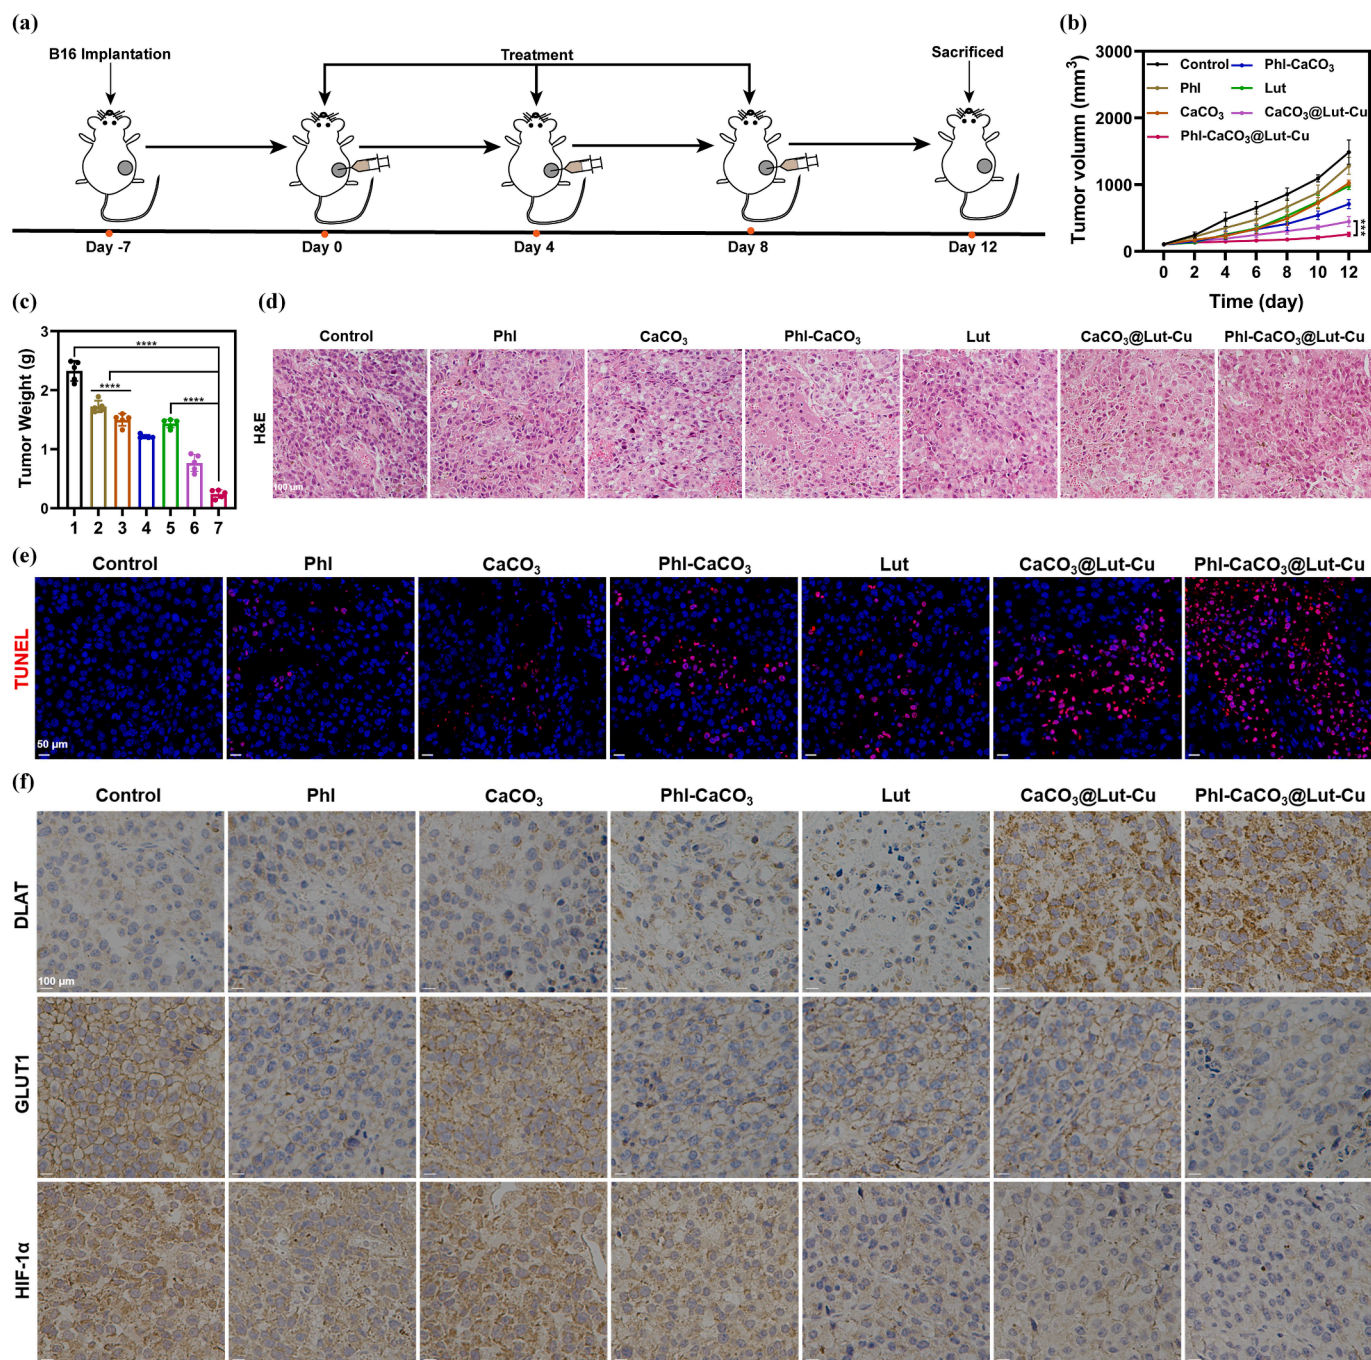 (a)
B16 Implantation
Treatment
Sacrificed
Day -7
Day 0
Day 4
Day 8
Day 12
(b)
Tumor volumn (mm³)
3000
2000
1000
0
Control
Phl-CaCO₃
Phl
Lut
CaCO₃
CaCO₃@Lut-Cu
Phl-CaCO₃@Lut-Cu
***
0 2 4 6 8 10 12
Time (day)
(c)
Tumor Weight (g)
3
2
1
0
****
****
****
1 2 3 4 5 6 7
(d)
Control Phl CaCO₃ Phl-CaCO₃ Lut CaCO₃@Lut-Cu Phl-CaCO₃@Lut-Cu
H&E
100 μm
(e)
Control Phl CaCO₃ Phl-CaCO₃ Lut CaCO₃@Lut-Cu Phl-CaCO₃@Lut-Cu
TUNEL
50 μm
(f)
Control Phl CaCO₃ Phl-CaCO₃ Lut CaCO₃@Lut-Cu Phl-CaCO₃@Lut-Cu
DLAT
100 μm
GLUT1
HIF-1α